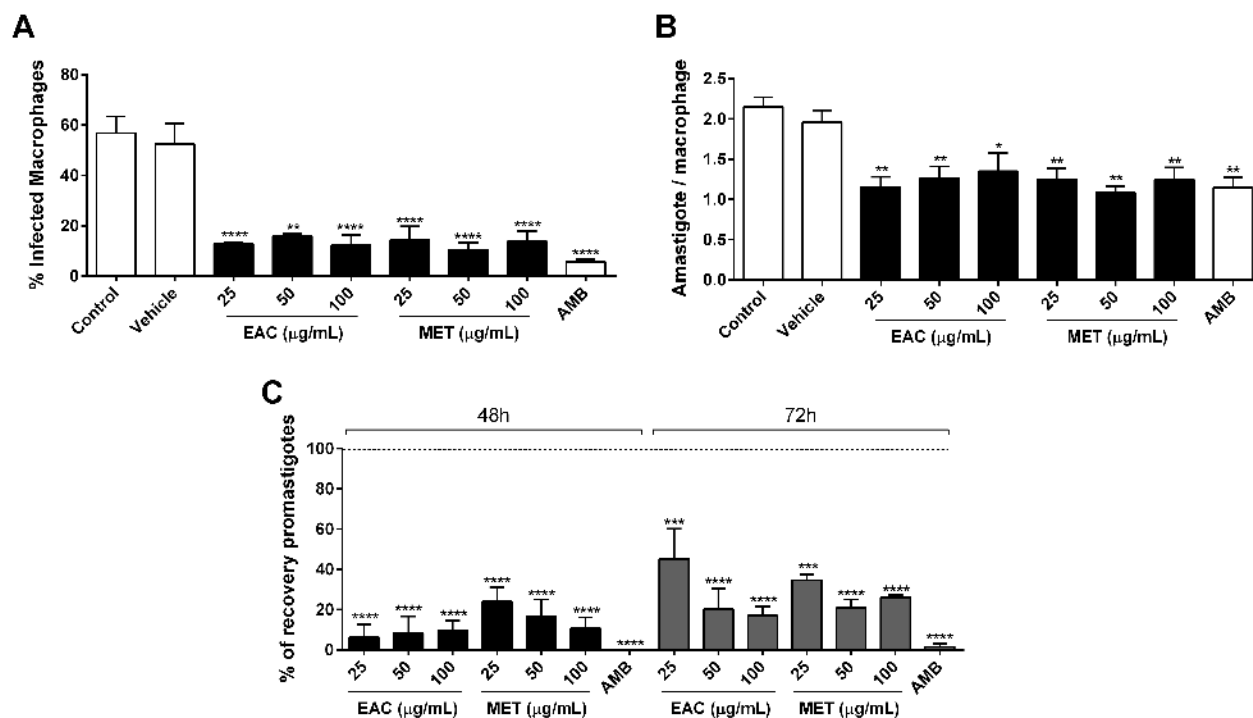 A
% Infected Macrophages
80
60
40
20
0
**** ** **** **** **** **** ****
Control Vehicle 25 50 100 25 50 100 AMB
EAC (μg/mL) MET (μg/mL)
B
Amastigote / macrophage
2.5
2.0
1.5
1.0
0.5
0.0
** ** * ** ** ** **
Control Vehicle 25 50 100 25 50 100 AMB
EAC (μg/mL) MET (μg/mL)
C
48h 72h
% of recovery promastigotes
100
80
60
40
20
0
**** **** **** **** **** **** **** *** **** **** *** **** **** ****
25 50 100 25 50 100 AMB 25 50 100 25 50 100 AMB
EAC (μg/mL) MET (μg/mL) EAC (μg/mL) MET (μg/mL)